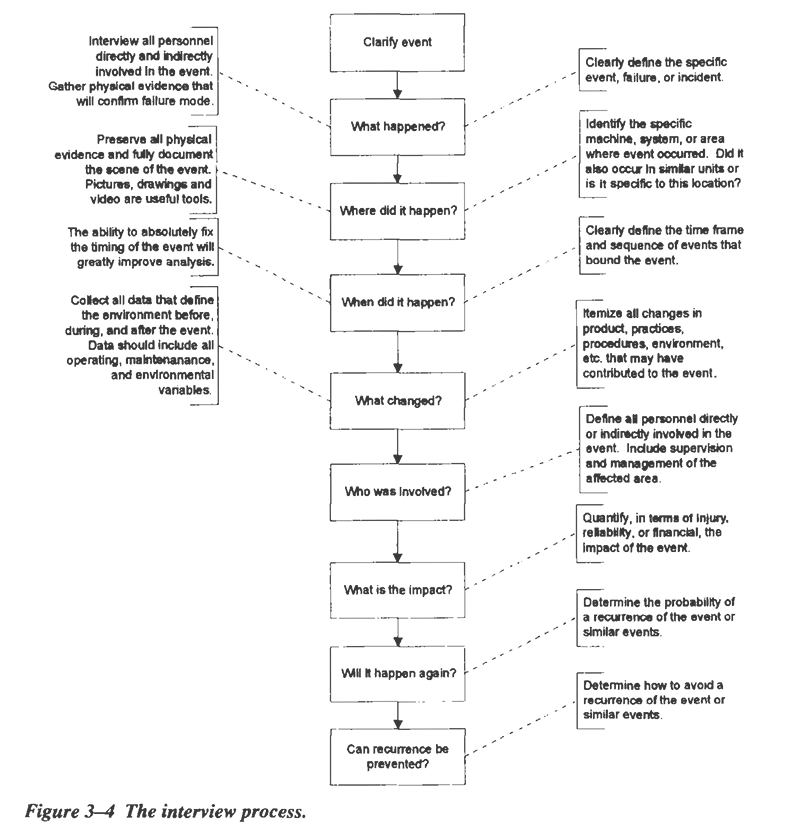 Clarify event
Interview all personnel
directly and indirectly
involved in the event.
Gather physical evidence that
will confirm failure mode.
What happened?
Clearly define the specific
event, failure, or incident.
Preserve all physical
evidence and fully document
the scene of the event.
Pictures, drawings and
video are useful tools.
Where did it happen?
Identify the specific
machine, system, or area
where event occurred. Did it
also occur in similar units or
is it specific to this location?
The ability to absolutely fix
the timing of the event will
greatly improve analysis.
When did it happen?
Clearly define the time frame
and sequence of events that
bound the event.
Collect all data that define
the environment before,
during, and after the event.
Data should include all
operating, maintenanance,
and environmental
variables.
What changed?
Itemize all changes in
product, practices,
procedures, environment,
etc. that may have
contributed to the event.
Who was involved?
Define all personnel directly
or indirectly involved in the
event. Include supervision
and management of the
affected area.
What is the impact?
Quantify, in terms of injury,
reliability, or financial, the
impact of the event.
Will it happen again?
Determine the probability of
a recurrence of the event or
similar events.
Can recurrence be
prevented?
Determine how to avoid a
recurrence of the event or
similar events.
Figure 3–4 The interview process.